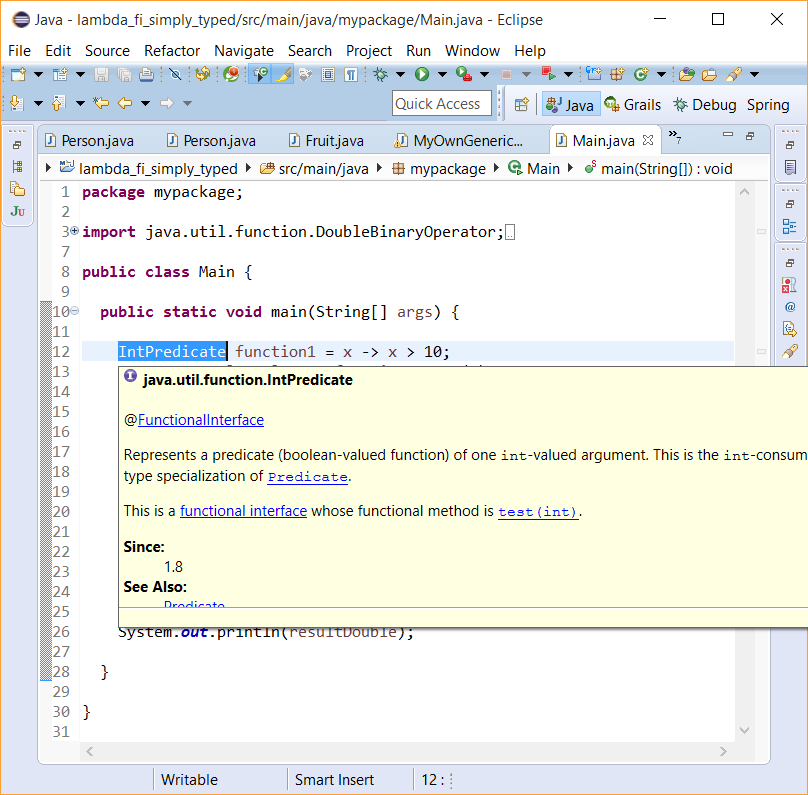 Java - lambda_fi_simply_typed/src/main/java/mypackage/Main.java - Eclipse
File Edit Source Refactor Navigate Search Project Run Window Help
Quick Access Java Grails Debug Spring
Person.java Person.java Fruit.java MyOwnGeneric... Main.java »7
lambda_fi_simply_typed src/main/java mypackage Main main(String[]) : void
JU
1 package mypackage;
2
3 import java.util.function.DoubleBinaryOperator;
7
8 public class Main {
9
10 public static void main(String[] args) {
11
12 IntPredicate function1 = x -> x > 10;
13
14 java.util.function.IntPredicate
15 @FunctionalInterface
16
17 Represents a predicate (boolean-valued function) of one int-valued argument. This is the int-consum
18 type specialization of Predicate.
19
20 This is a functional interface whose functional method is test(int).
21
22 Since:
23 1.8
24 See Also:
25 Predicate
26 System.out.println(resultDouble);
27
28 }
29
30 }
31
Writable Smart Insert 12 :